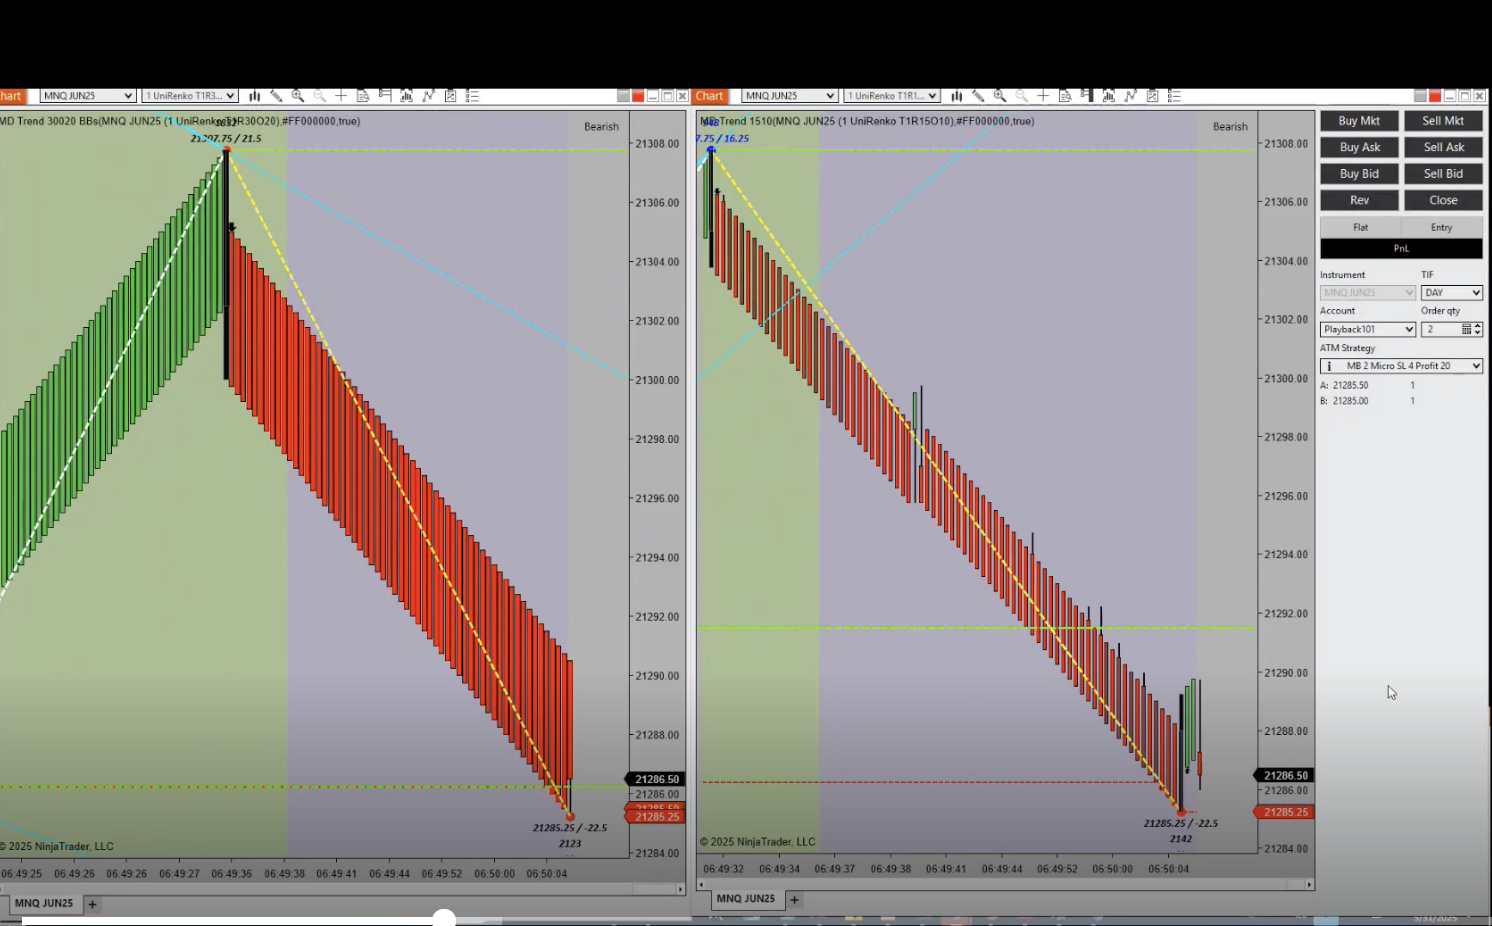 hart MNQ JUN25 1 UniRenko T1R3...
MD Trend 30020 BBs(MNQ JUN25 (1 UniRenko T1R30O20),#FF000000,true)
21307.75 / 21.5
Bearish
21308.00
21306.00
21304.00
21302.00
21300.00
21298.00
21296.00
21294.00
21292.00
21290.00
21288.00
21286.50
21286.00
21285.50
21285.25
21284.00
21285.25 / -22.5
2123
© 2025 NinjaTrader, LLC
06:49:25 06:49:26 06:49:26 06:49:27 06:49:36 06:49:38 06:49:41 06:49:44 06:49:52 06:50:00 06:50:04
MNQ JUN25 +
Chart MNQ JUN25 1 UniRenko T1R1...
MD Trend 1510(MNQ JUN25 (1 UniRenko T1R15O10),#FF000000,true)
7.75 / 16.25
Bearish
21308.00
21306.00
21304.00
21302.00
21300.00
21298.00
21296.00
21294.00
21292.00
21290.00
21288.00
21286.50
21286.00
21285.25
21284.00
21285.25 / -22.5
2142
© 2025 NinjaTrader, LLC
06:49:32 06:49:34 06:49:37 06:49:38 06:49:41 06:49:44 06:49:52 06:50:00 06:50:04
MNQ JUN25 +
Buy Mkt Sell Mkt
Buy Ask Sell Ask
Buy Bid Sell Bid
Rev Close
Flat Entry
PnL
Instrument TIF
MNQ JUN25 DAY
Account Order qty
Playback101 2
ATM Strategy
i MB 2 Micro SL 4 Profit 20
A: 21285.50 1
B: 21285.00 1
5/31/2025